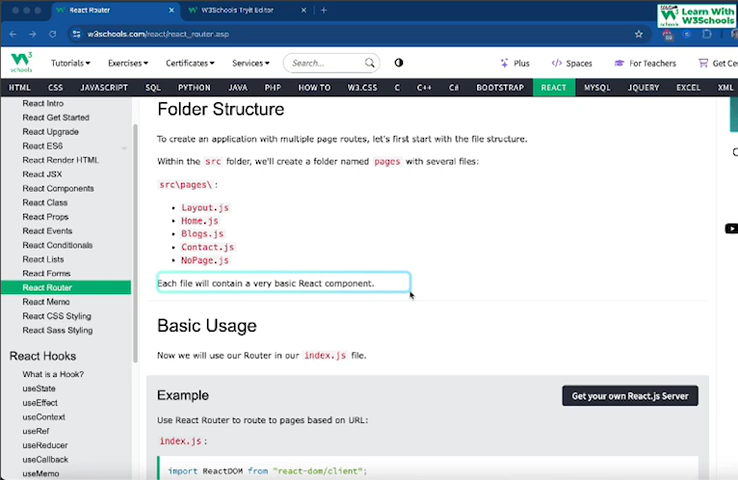 React Router
W3Schools Tryit Editor
Learn With
W3Schools
w3schools.com/react/react_router.asp
W3
schools
Tutorials
Exercises
Certificates
Services
Search...
Plus
Spaces
For Teachers
Get Cer
HTML CSS JAVASCRIPT SQL PYTHON JAVA PHP HOW TO W3.CSS C C++ C# BOOTSTRAP REACT MYSQL JQUERY EXCEL XML
React Intro
React Get Started
React Upgrade
React ES6
React Render HTML
React JSX
React Components
React Class
React Props
React Events
React Conditionals
React Lists
React Forms
React Router
React Memo
React CSS Styling
React Sass Styling
React Hooks
What is a Hook?
useState
useEffect
useContext
useRef
useReducer
useCallback
useMemo
Folder Structure
To create an application with multiple page routes, let's first start with the file structure.
Within the src folder, we'll create a folder named pages with several files:
src\pages\:
Layout.js
Home.js
Blogs.js
Contact.js
NoPage.js
Each file will contain a very basic React component.
Basic Usage
Now we will use our Router in our index.js file.
Example
Get your own React.js Server
Use React Router to route to pages based on URL:
index.js:
import ReactDOM from "react-dom/client";